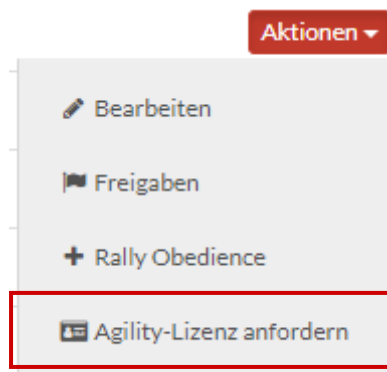 Aktionen
Bearbeiten
Freigaben
Rally Obedience
Agility-Lizenz anfordern